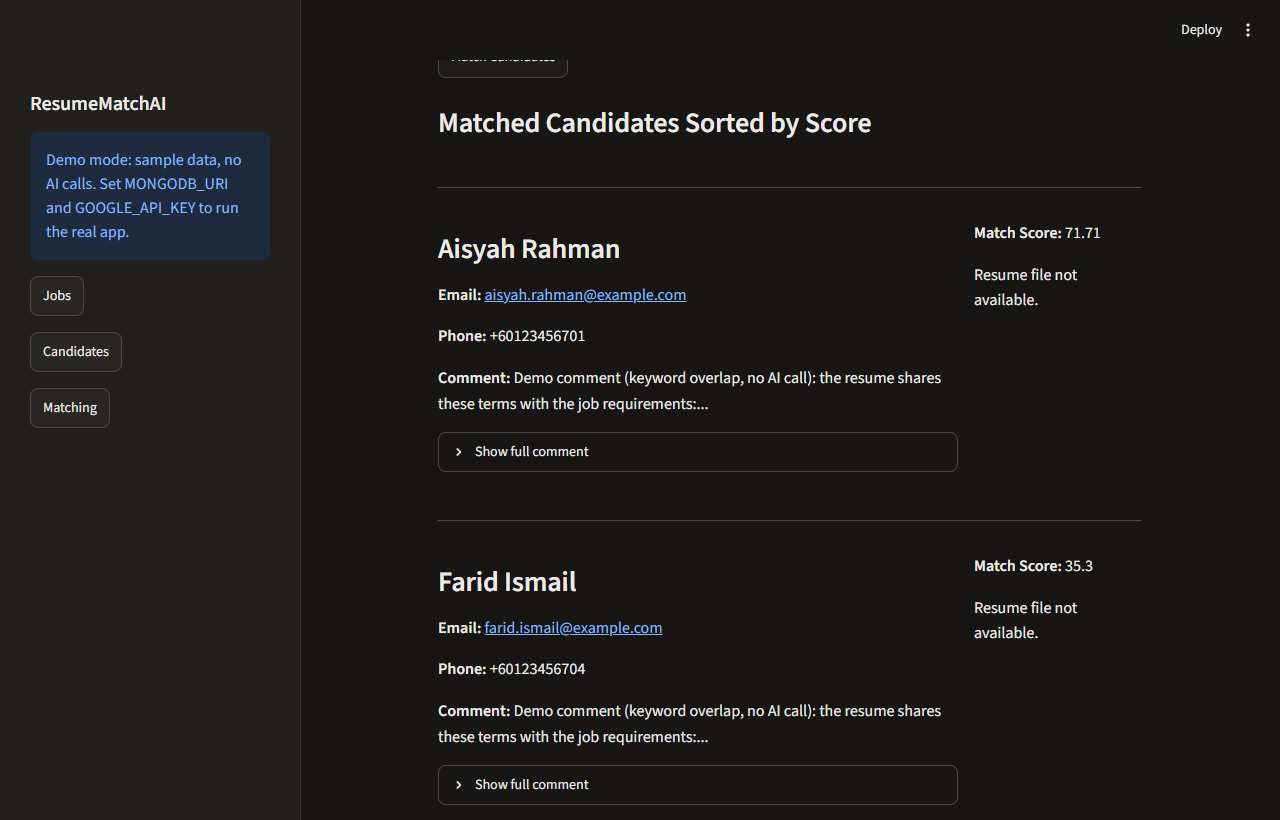 Deploy
ResumeMatchAI
Demo mode: sample data, no
AI calls. Set MONGODB_URI
and GOOGLE_API_KEY to run
the real app.
Jobs
Candidates
Matching
Matched Candidates Sorted by Score
Aisyah Rahman
Email: aisyah.rahman@example.com
Phone: +60123456701
Comment: Demo comment (keyword overlap, no AI call): the resume shares
these terms with the job requirements:...
Show full comment
Match Score: 71.71
Resume file not
available.
Farid Ismail
Email: farid.ismail@example.com
Phone: +60123456704
Comment: Demo comment (keyword overlap, no AI call): the resume shares
these terms with the job requirements:...
Show full comment
Match Score: 35.3
Resume file not
available.